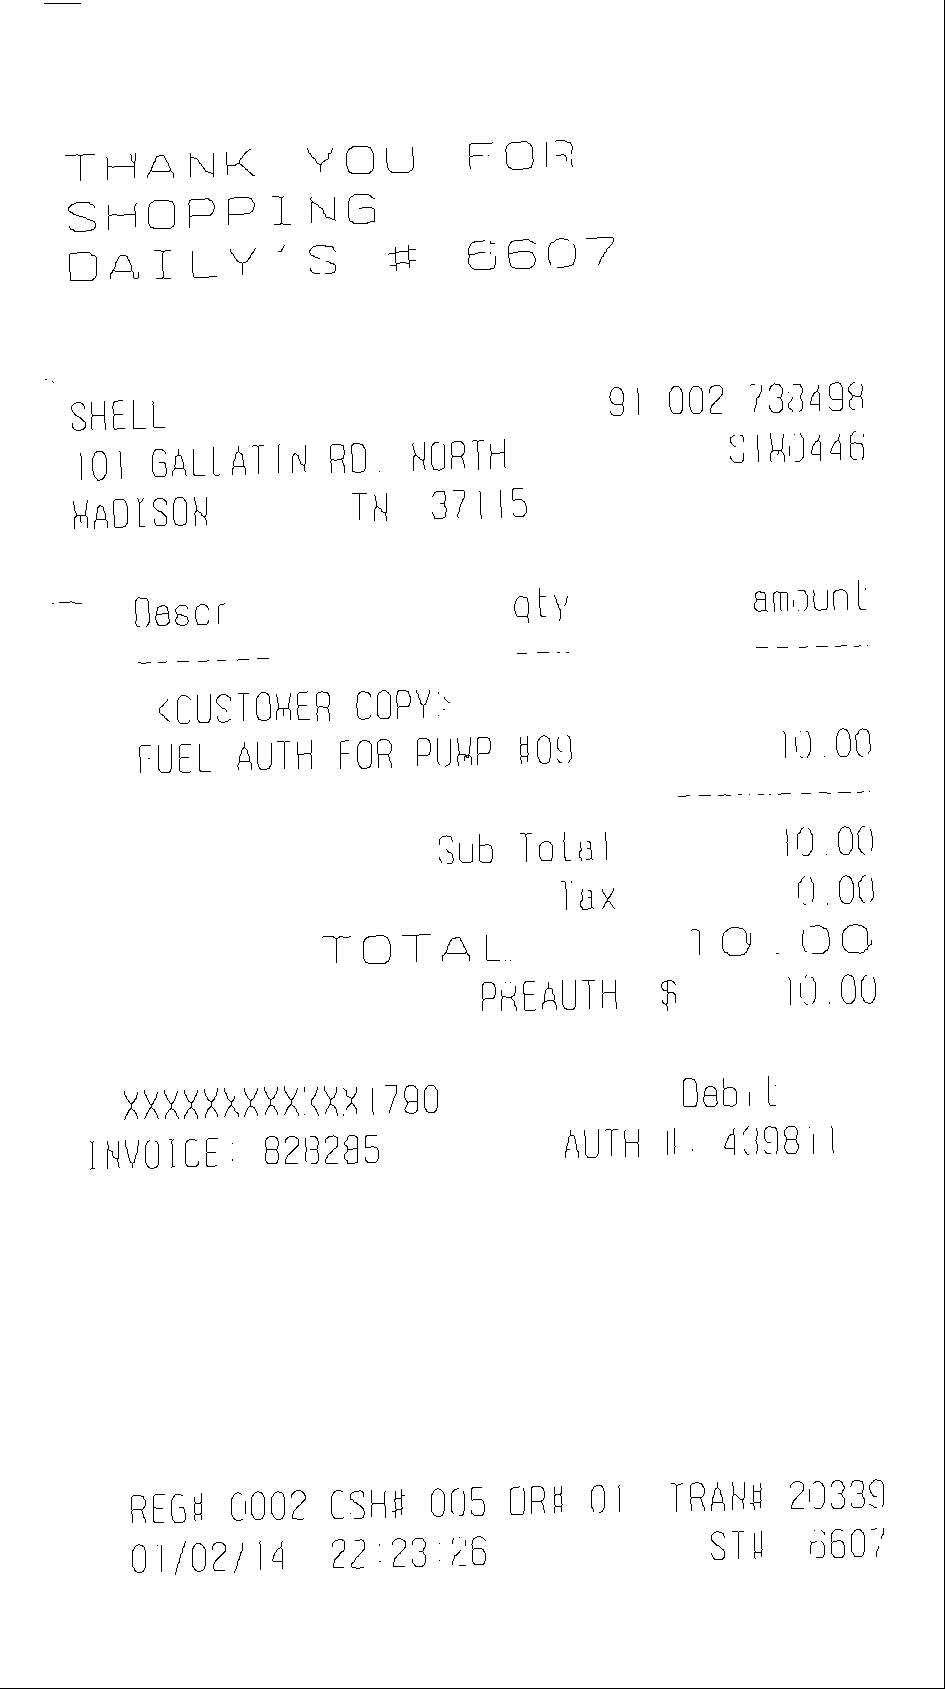 THANK YOU FOR
SHOPPING
DAILY'S # 6607
SHELL 91 002 738498
101 GALLATIN RD. NORTH
MADISON TN 37115
Descr qty amount
------- --- ------
<CUSTOMER COPY>
FUEL AUTH FOR PUMP #09 10.00
----------
Sub Total 10.00
Tax 0.00
TOTAL 10.00
PREAUTH $ 10.00
XXXXXXXXXXXX1790 Debit
INVOICE: 828285 AUTH #: 439811
REG# 0002 CSH# 005 DR# 01 TRAN# 20339
01/02/14 22:23:26 ST# 6607